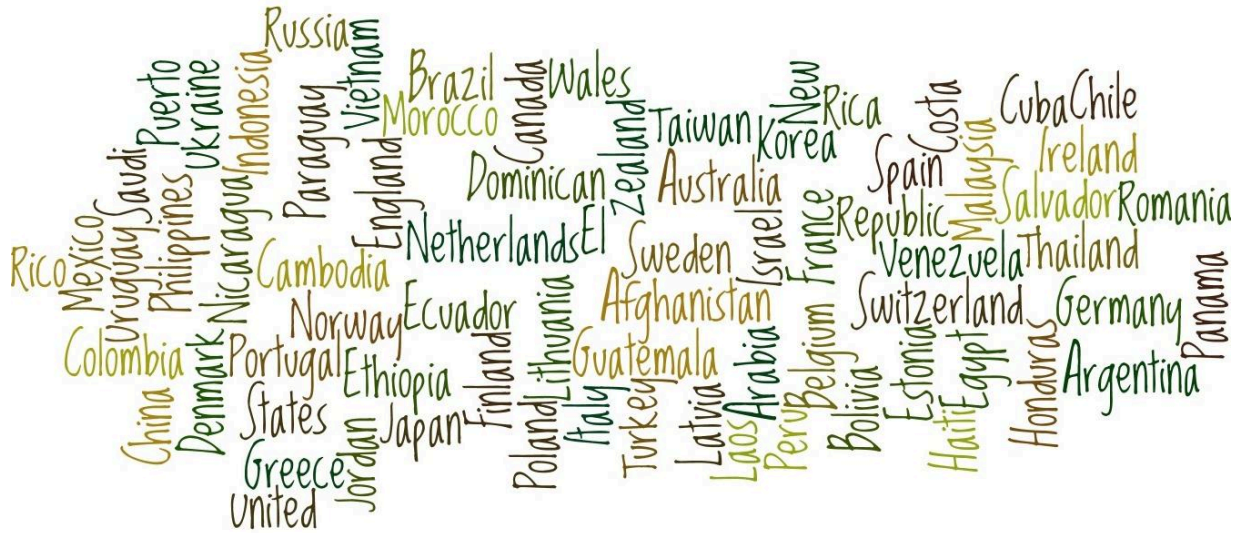 Russia
Vietnam
Puerto
Ukraine
Indonesia
Paraguay
Brazil
Morocco
Canada
Wales
Zealand
Taiwan
New
Korea
Rica
Costa
Cuba
Chile
Ireland
Malaysia
Spain
Saudi
Philippines
Nicaragua
England
Dominican
Australia
Israel
France
Republic
Salvador
Romania
Rico
Mexico
Uruguay
Cambodia
Netherlands
El
Sweden
Venezuela
Thailand
Panama
Norway
Ecuador
Lithuania
Afghanistan
Switzerland
Germany
Colombia
Denmark
Portugal
Ethiopia
Finland
Guatemala
Arabia
Belgium
Estonia
Egypt
Honduras
Argentina
China
States
Japan
Jordan
Poland
Italy
Turkey
Latvia
Laos
Peru
Bolivia
Haiti
Greece
United